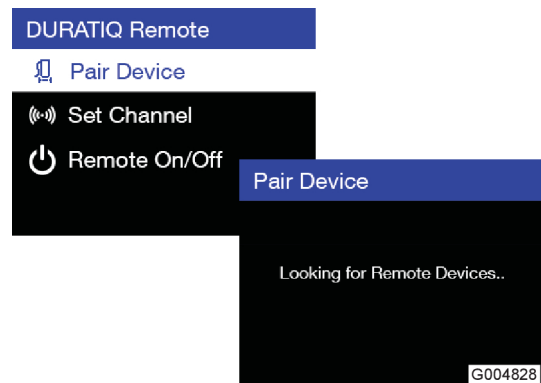 DURATIQ Remote
Pair Device
Set Channel
Remote On/Off
Pair Device
Looking for Remote Devices..
G004828